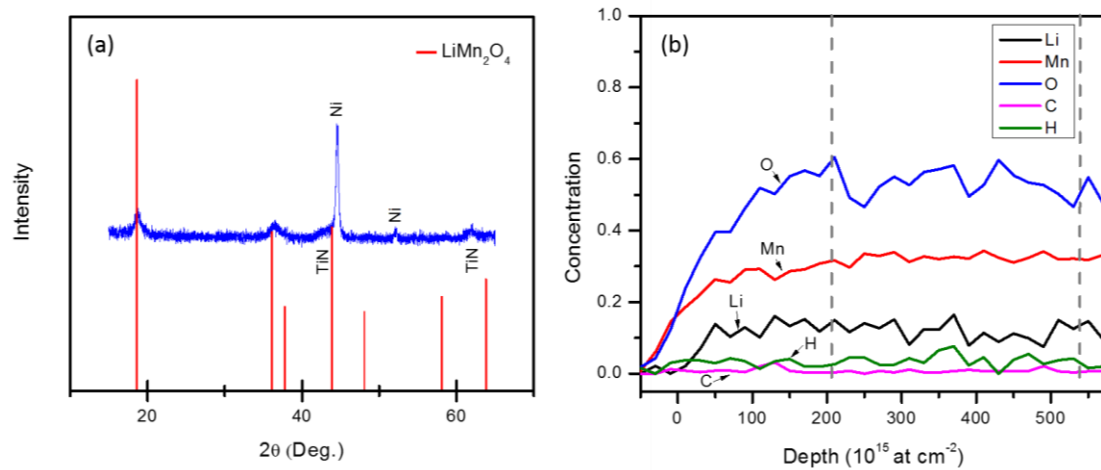 (a)
LiMn₂O₄
Ni
Ni
TiN
TiN
Intensity
20
40
60
2θ (Deg.)
(b)
Li
Mn
O
C
H
O
Mn
Li
H
C
1.0
0.8
0.6
0.4
0.2
0.0
Concentration
0
100
200
300
400
500
Depth (10¹⁵ at cm⁻²)